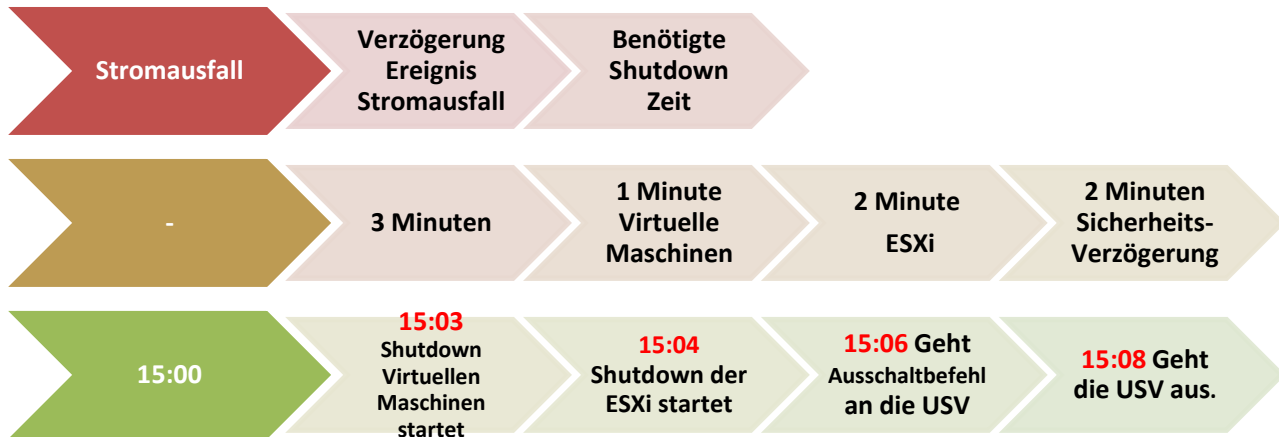 Stromausfall
Verzögerung
Ereignis
Stromausfall
Benötigte
Shutdown
Zeit
-
3 Minuten
1 Minute
Virtuelle
Maschinen
2 Minute
ESXi
2 Minuten
Sicherheits-
Verzögerung
15:00
15:03
Shutdown
Virtuellen
Maschinen
startet
15:04
Shutdown der
ESXi startet
15:06 Geht
Ausschaltbefehl
an die USV
15:08 Geht
die USV aus.